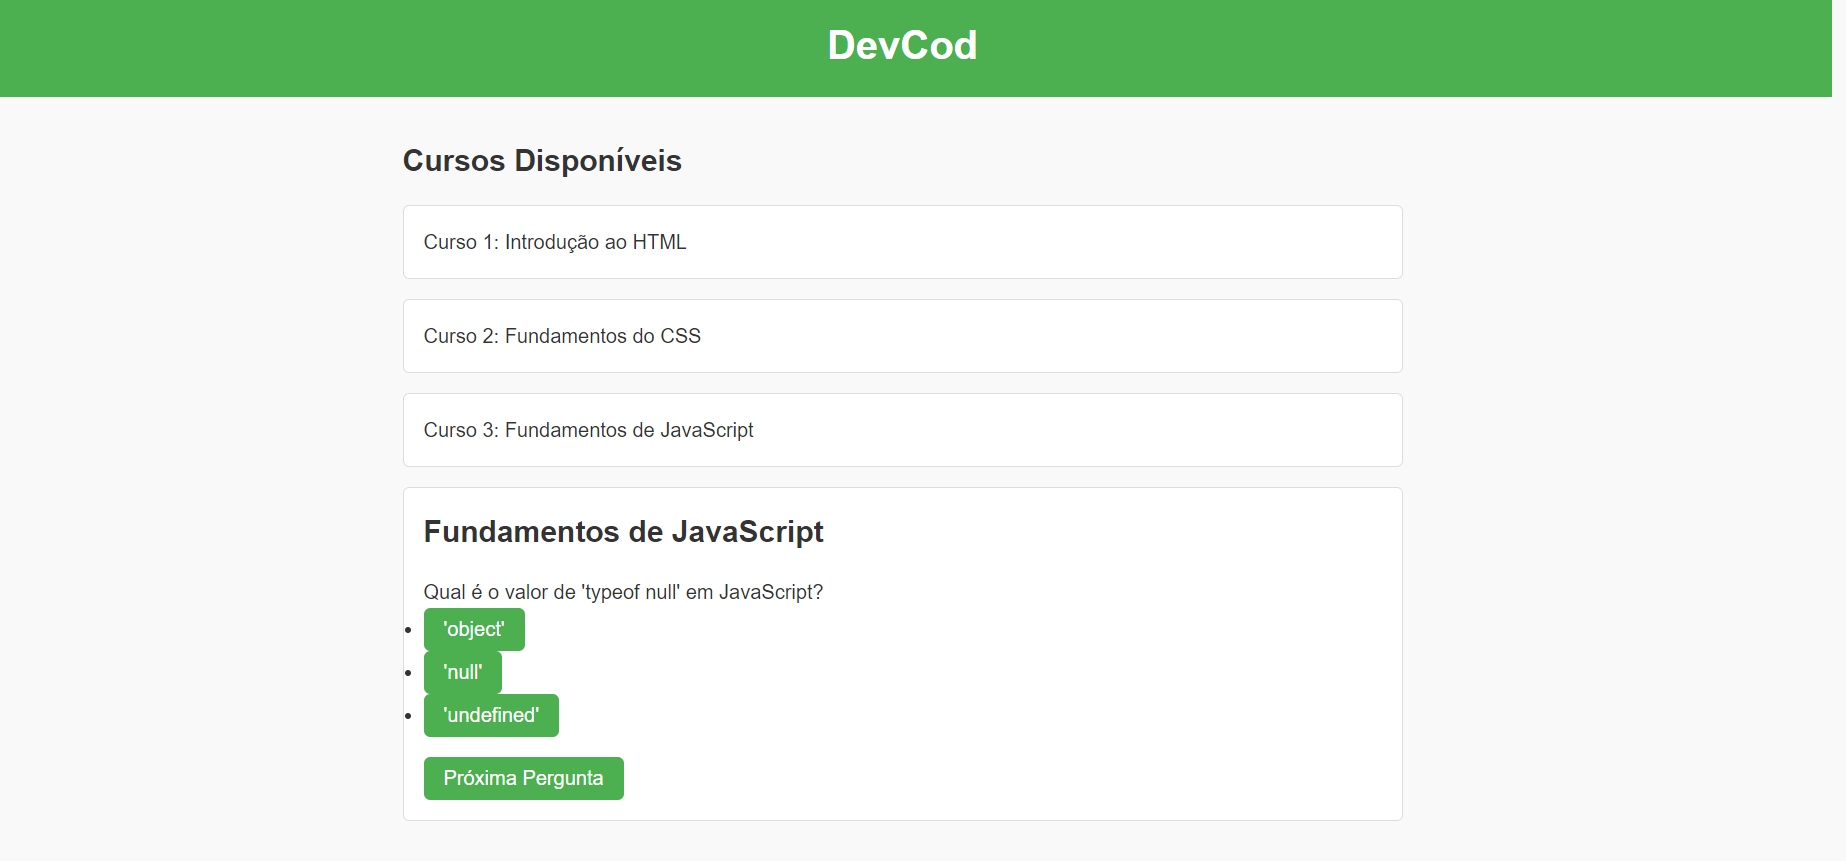 DevCod
Cursos Disponíveis
Curso 1: Introdução ao HTML
Curso 2: Fundamentos do CSS
Curso 3: Fundamentos de JavaScript
Fundamentos de JavaScript
Qual é o valor de 'typeof null' em JavaScript?
'object'
'null'
'undefined'
Próxima Pergunta